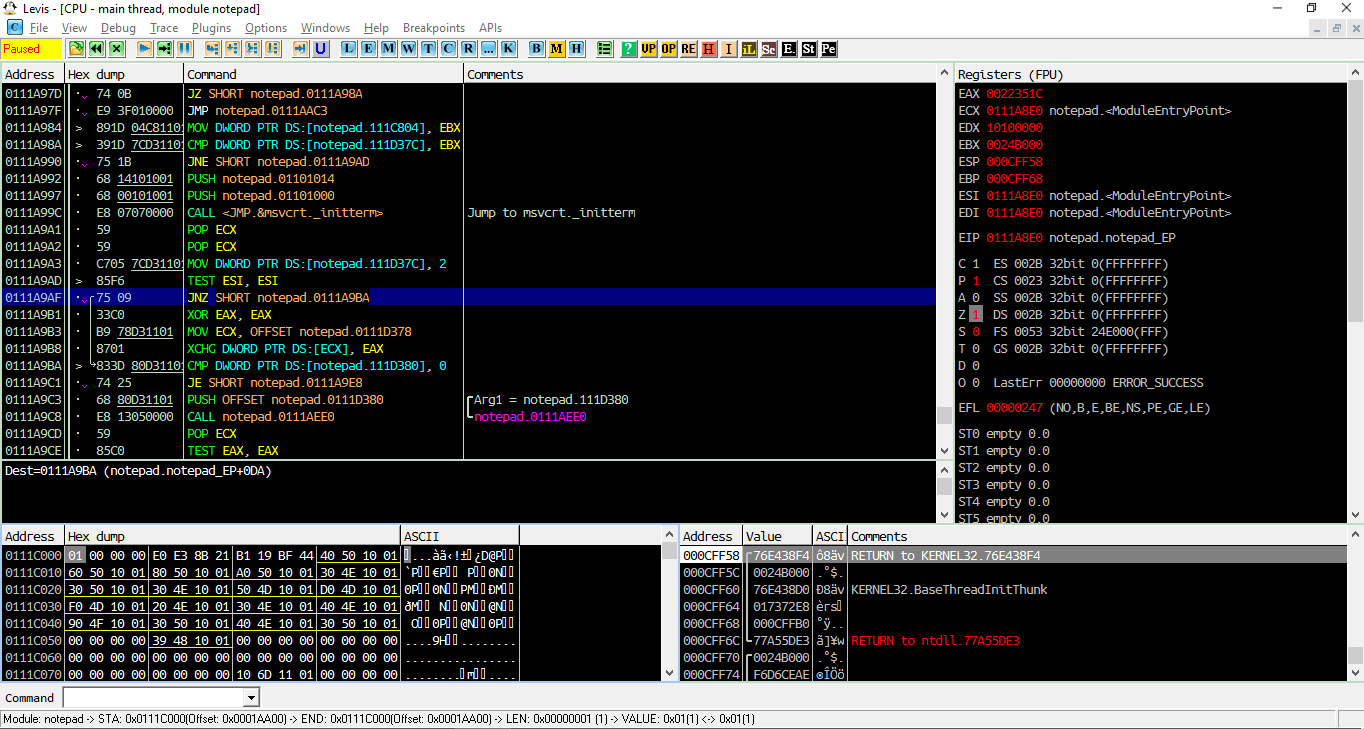 Levis - [CPU - main thread, module notepad]
C File View Debug Trace Plugins Options Windows Help Breakpoints APIs
Paused L E M W T C R ... K B M H ? VP OP RE H I iL Sc E. St Pe
Address Hex dump Command Comments
0111A97D 74 0B JZ SHORT notepad.0111A98A
0111A97F E9 3F010000 JMP notepad.0111AAC3
0111A984 > 891D 04C81101 MOV DWORD PTR DS:[notepad.111C804], EBX
0111A98A > 391D 7CD31101 CMP DWORD PTR DS:[notepad.111D37C], EBX
0111A990 75 1B JNE SHORT notepad.0111A9AD
0111A992 68 14101001 PUSH notepad.01101014
0111A997 68 00101001 PUSH notepad.01101000
0111A99C E8 07070000 CALL <JMP.&msvcrt._initterm> Jump to msvcrt._initterm
0111A9A1 59 POP ECX
0111A9A2 59 POP ECX
0111A9A3 C705 7CD31101 MOV DWORD PTR DS:[notepad.111D37C], 2
0111A9AD > 85F6 TEST ESI, ESI
0111A9AF 75 09 JNZ SHORT notepad.0111A9BA
0111A9B1 33C0 XOR EAX, EAX
0111A9B3 B9 78D31101 MOV ECX, OFFSET notepad.0111D378
0111A9B8 8701 XCHG DWORD PTR DS:[ECX], EAX
0111A9BA > 833D 80D31101 CMP DWORD PTR DS:[notepad.111D380], 0
0111A9C1 74 25 JE SHORT notepad.0111A9E8
0111A9C3 68 80D31101 PUSH OFFSET notepad.0111D380 Arg1 = notepad.111D380
0111A9C8 E8 13050000 CALL notepad.0111AEE0 notepad.0111AEE0
0111A9CD 59 POP ECX
0111A9CE 85C0 TEST EAX, EAX
Dest=0111A9BA (notepad.notepad_EP+0DA)
Registers (FPU)
EAX 0022351C
ECX 0111A8E0 notepad.<ModuleEntryPoint>
EDX 10100000
EBX 0024B000
ESP 000CFF58
EBP 000CFF68
ESI 0111A8E0 notepad.<ModuleEntryPoint>
EDI 0111A8E0 notepad.<ModuleEntryPoint>
EIP 0111A8E0 notepad.notepad_EP
C 1 ES 002B 32bit 0(FFFFFFFF)
P 1 CS 0023 32bit 0(FFFFFFFF)
A 0 SS 002B 32bit 0(FFFFFFFF)
Z 1 DS 002B 32bit 0(FFFFFFFF)
S 0 FS 0053 32bit 24E000(FFF)
T 0 GS 002B 32bit 0(FFFFFFFF)
D 0
O 0 LastErr 00000000 ERROR_SUCCESS
EFL 00000247 (NO,B,E,BE,NS,PE,GE,LE)
ST0 empty 0.0
ST1 empty 0.0
ST2 empty 0.0
ST3 empty 0.0
ST4 empty 0.0
ST5 empty 0.0
Address Hex dump ASCII
0111C000 01 00 00 00 E0 E3 8B 21 B1 19 BF 44 40 50 10 01
0111C010 60 50 10 01 80 50 10 01 A0 50 10 01 30 4E 10 01
0111C020 30 50 10 01 30 4E 10 01 50 4D 10 01 D0 4D 10 01
0111C030 F0 4D 10 01 20 4E 10 01 30 4E 10 01 40 4E 10 01
0111C040 90 4F 10 01 30 50 10 01 40 4E 10 01 30 50 10 01
0111C050 00 00 00 00 39 48 10 01 00 00 00 00 00 00 00 00
0111C060 00 00 00 00 00 00 00 00 00 00 00 00 00 00 00 00
0111C070 00 00 00 00 00 00 00 00 10 6D 11 01 00 00 00 00
Address Value ASCI Comments
000CFF58 76E438F4 ô8äv RETURN to KERNEL32.76E438F4
000CFF5C 0024B000 .°$.
000CFF60 76E438D0 Ð8äv KERNEL32.BaseThreadInitThunk
000CFF64 017372E8 èrs
000CFF68 000CFFB0 °ÿ..
000CFF6C 77A55DE3 ã]¥w RETURN to ntdll.77A55DE3
000CFF70 0024B000 .°$.
000CFF74 F6D6CEAE ®ÎÖö
Command
Module: notepad -> STA: 0x0111C000(Offset: 0x0001AA00) -> END: 0x0111C000(Offset: 0x0001AA00) -> LEN: 0x00000001 (1) -> VALUE: 0x01(1) <-> 0x01(1)